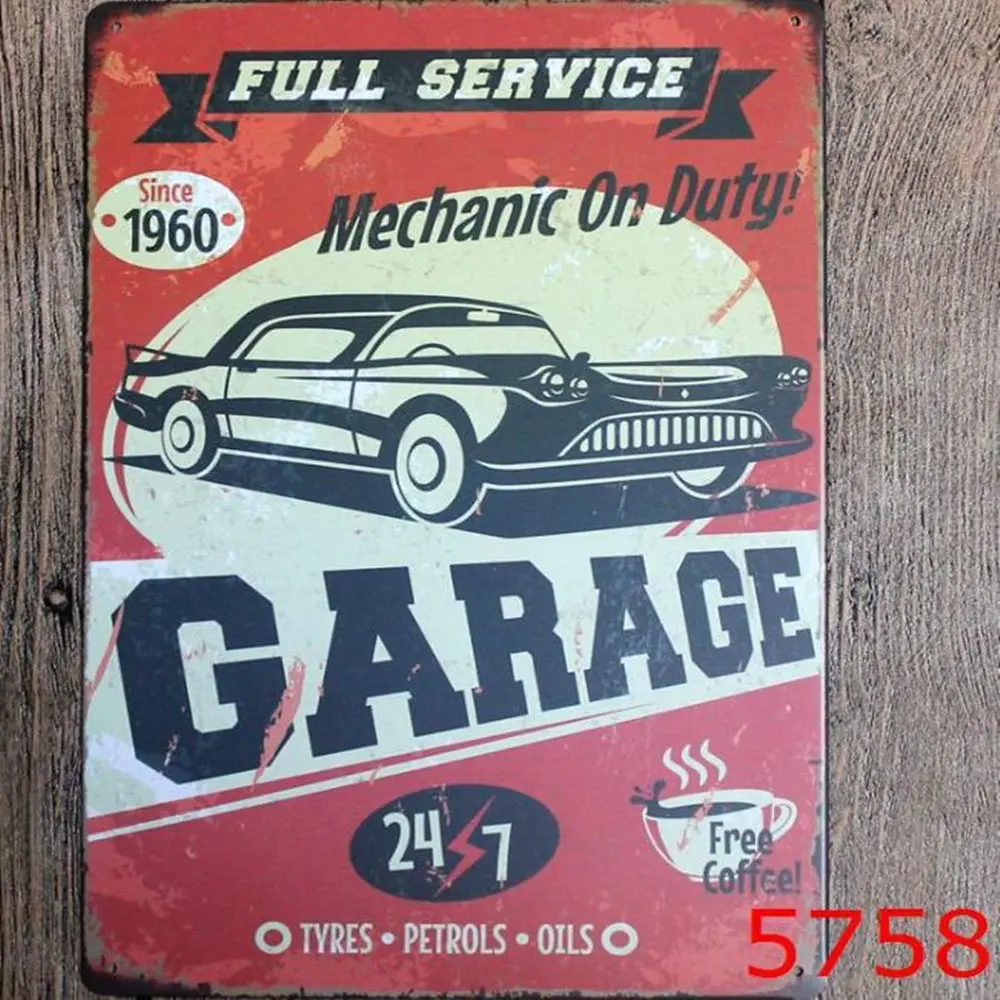 FULL SERVICE
Since
1960
Mechanic On Duty!
GARAGE
24 7
Free
Coffee!
TYRES • PETROLS • OILS
5758